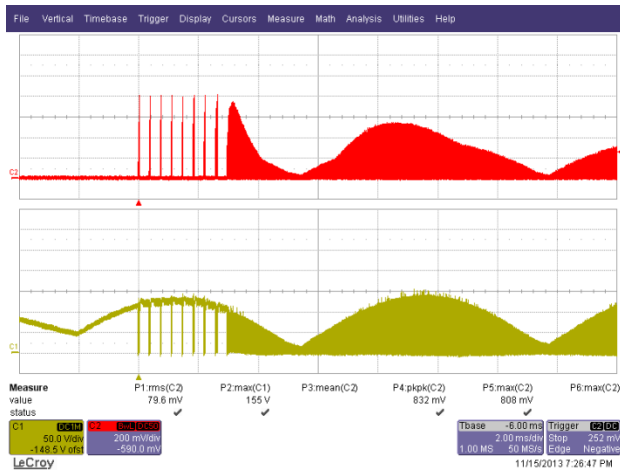 File Vertical Timebase Trigger Display Cursors Measure Math Analysis Utilities Help
C2
C1
Measure P1:rms(C2) P2:max(C1) P3:mean(C2) P4:pkpk(C2) P5:max(C2) P6:max(C2)
value 79.6 mV 155 V 832 mV 808 mV
status
C1 DC1M
50.0 V/div
-148.5 V ofst
C2 BwL DC50
200 mV/div
-590.0 mV
Tbase -6.00 ms
2.00 ms/div
1.00 MS 50 MS/s
Trigger C2 DC
Stop 252 mV
Edge Negative
LeCroy
11/15/2013 7:26:47 PM